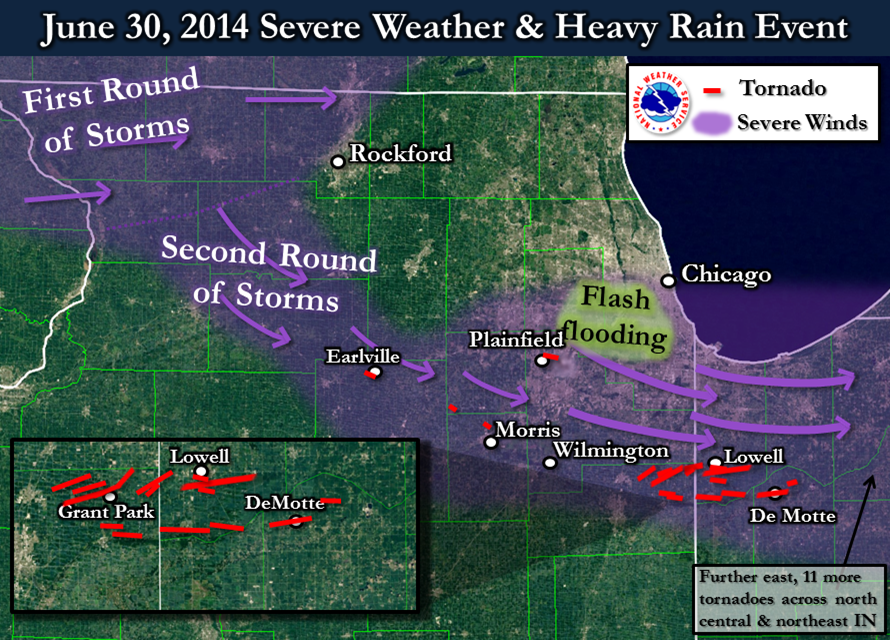 June 30, 2014 Severe Weather & Heavy Rain Event
First Round
of Storms
NATIONAL WEATHER SERVICE
Tornado
Severe Winds
Rockford
Second Round
of Storms
Chicago
Flash
flooding
Plainfield
Earlville
Morris
Wilmington
Lowell
De Motte
Lowell
Grant Park
DeMotte
Further east, 11 more
tornadoes across north
central & northeast IN